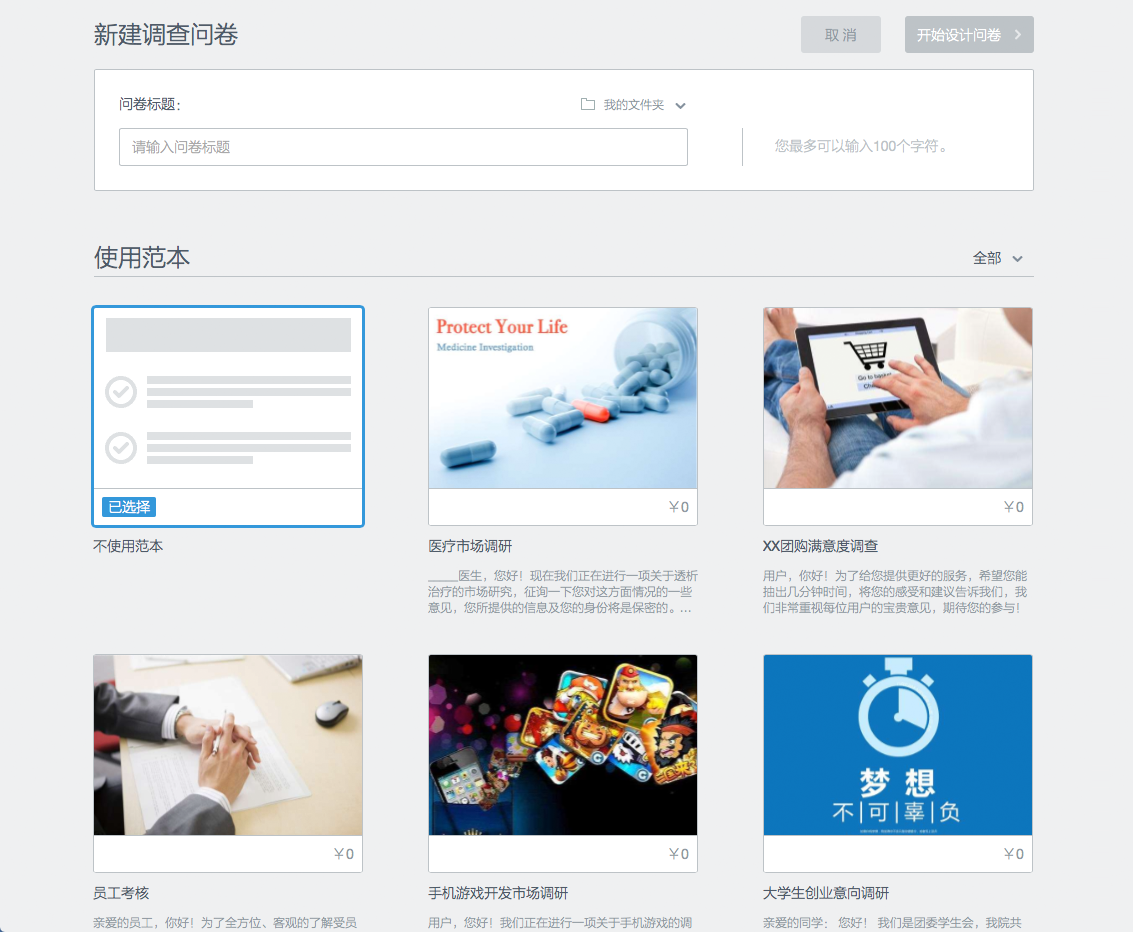 新建调查问卷
取 消
开始设计问卷
问卷标题：
我的文件夹
请输入问卷标题
您最多可以输入100个字符。
使用范本
全部
Protect Your Life
Medicine Investigation
Go to basket
已选择
¥0
¥0
不使用范本
医疗市场调研
XX团购满意度调查
_____医生，您好！现在我们正在进行一项关于透析
治疗的市场研究，征询一下您对这方面情况的一些
意见，您所提供的信息及您的身份将是保密的。...
用户，你好！为了给您提供更好的服务，希望您能
抽出几分钟时间，将您的感受和建议告诉我们，我
们非常重视每位用户的宝贵意见，期待您的参与！
梦 想
不|可|辜|负
¥0
¥0
¥0
员工考核
手机游戏开发市场调研
大学生创业意向调研
亲爱的员工，你好！为了全方位、客观的了解受员
用户，您好！我们正在进行一项关于手机游戏的调
亲爱的同学： 您好！ 我们是团委学生会，我院共